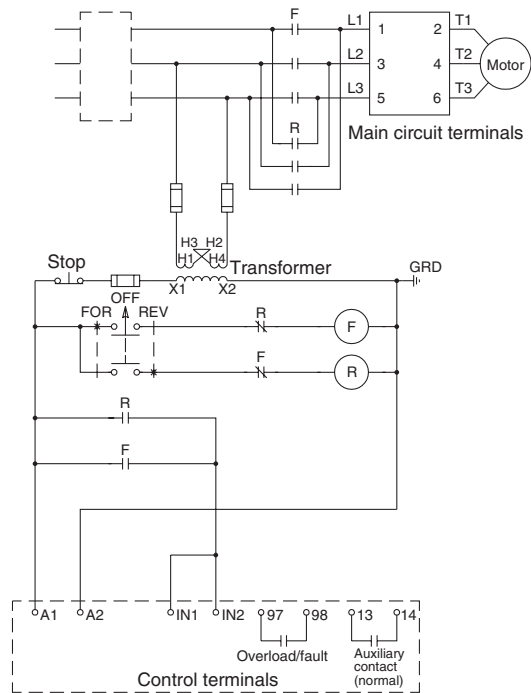 F L1 1 2 T1
L2 3 4 T2 Motor
L3 5 6 T3
R
Main circuit terminals
H3 H2
H1 H4
Stop
Transformer
X1 X2
GRD
OFF
FOR REV
R F
F R
R
F
A1 A2 IN1 IN2 97 98 13 14
Overload/fault
Auxiliary
contact
(normal)
Control terminals